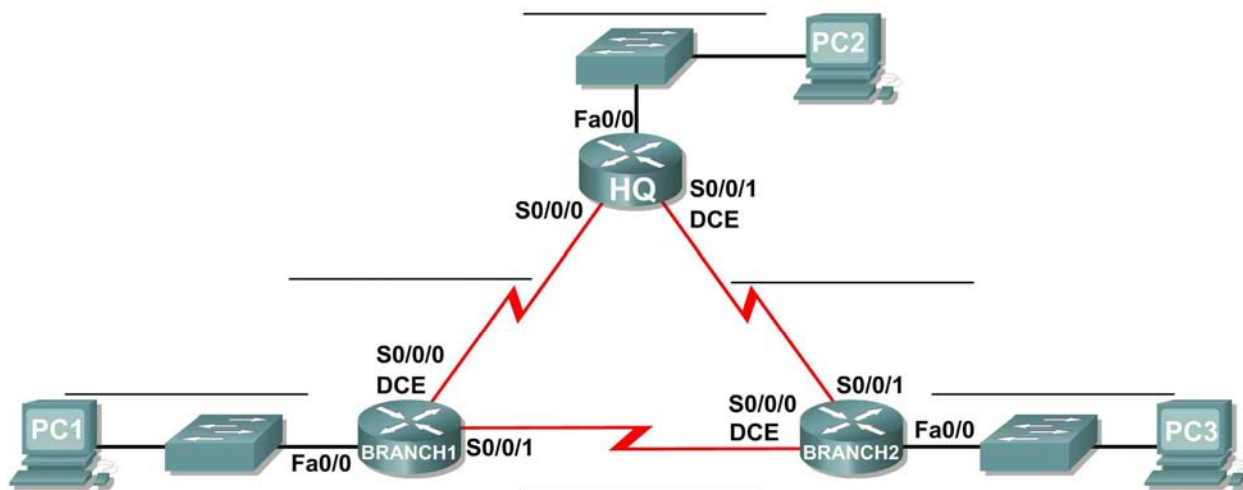 PC2
Fa0/0
HQ
S0/0/0
S0/0/1
DCE
S0/0/0
DCE
PC1
Fa0/0
BRANCH1
S0/0/1
S0/0/0
DCE
S0/0/1
BRANCH2
Fa0/0
PC3